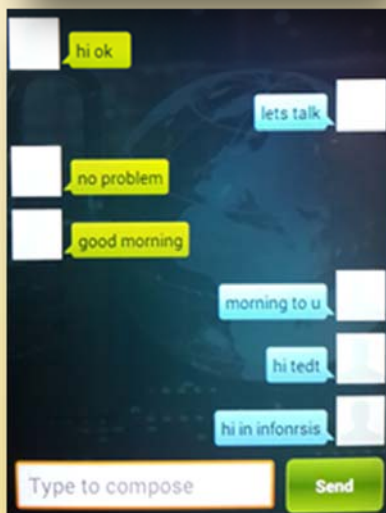 hi ok
lets talk
no problem
good morning
morning to u
hi tedt
hi in infonrsis
Type to compose
Send